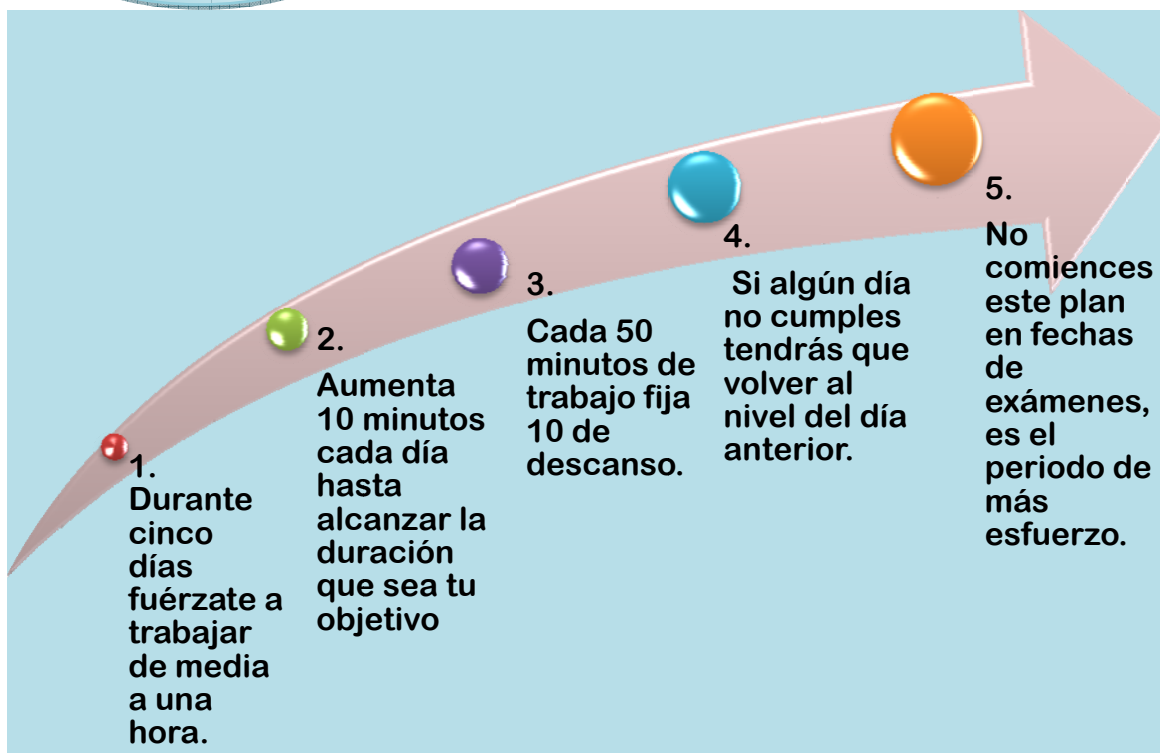 1.
Durante
cinco
días
fuérzate a
trabajar
de media
a una
hora.
2.
Aumenta
10 minutos
cada día
hasta
alcanzar la
duración
que sea tu
objetivo
3.
Cada 50
minutos de
trabajo fija
10 de
descanso.
4.
Si algún día
no cumples
tendrás que
volver al
nivel del día
anterior.
5.
No
comiences
este plan
en fechas
de
exámenes,
es el
periodo de
más
esfuerzo.